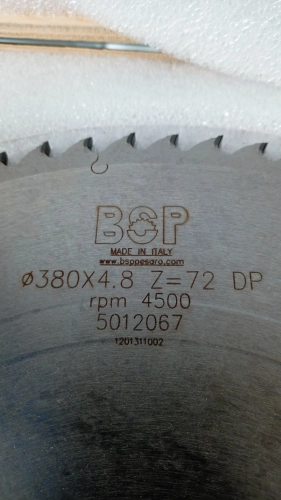 BSP
MADE IN ITALY
www.bsppesaro.com
Ø380X4.8 Z=72 DP
rpm 4500
5012067
1201311002